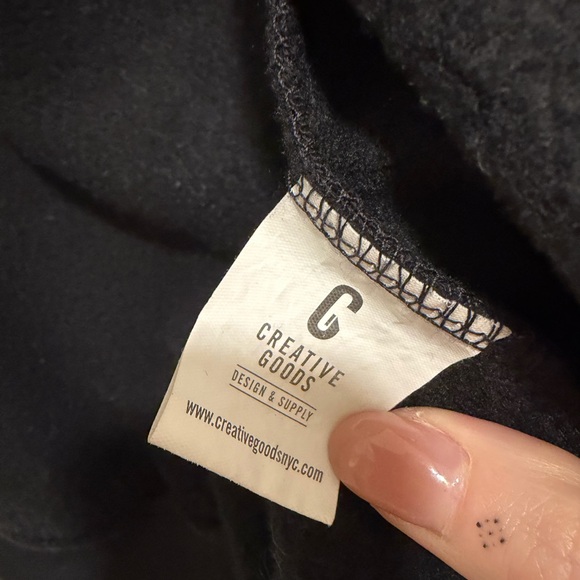 G
CREATIVE
GOODS
DESIGN & SUPPLY
www.creativegoodsnyc.com